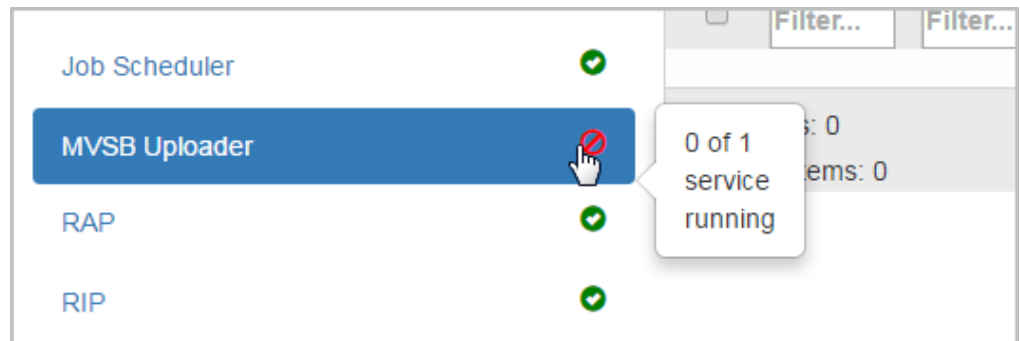 Filter... Filter...
Job Scheduler
MVSB Uploader
0 of 1
service
running
: 0
ems: 0
RAP
RIP